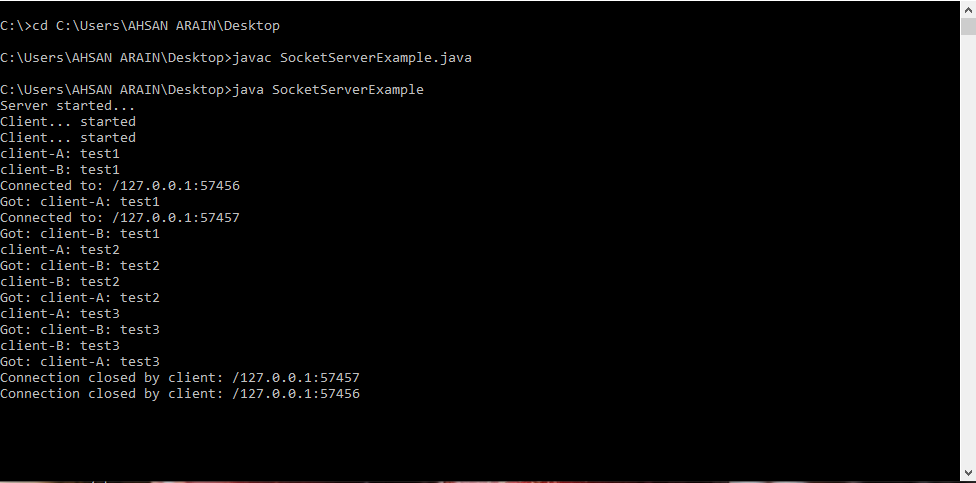 C:\>cd C:\Users\AHSAN ARAIN\Desktop
C:\Users\AHSAN ARAIN\Desktop>javac SocketServerExample.java
C:\Users\AHSAN ARAIN\Desktop>java SocketServerExample
Server started...
Client... started
Client... started
client-A: test1
client-B: test1
Connected to: /127.0.0.1:57456
Got: client-A: test1
Connected to: /127.0.0.1:57457
Got: client-B: test1
client-A: test2
Got: client-B: test2
client-B: test2
Got: client-A: test2
client-A: test3
Got: client-B: test3
client-B: test3
Got: client-A: test3
Connection closed by client: /127.0.0.1:57457
Connection closed by client: /127.0.0.1:57456